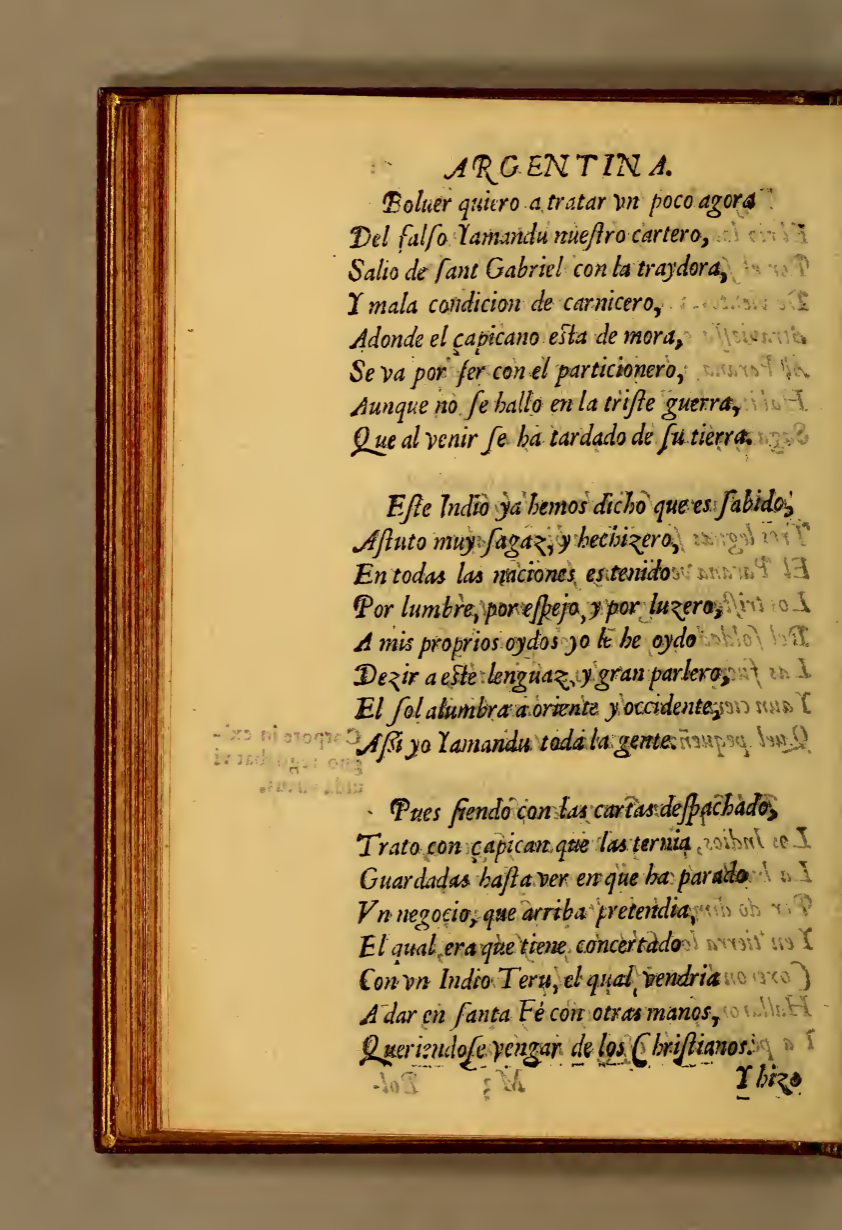 ARGENTINA.
Boluer quiero a tratar vn poco agora
Del falſo Yamandu nueſtro cartero,
Salio de ſant Gabriel con la traydora,
Y mala condicion de carnicero,
Adonde el çapicano eſta de mora,
Se va por ſer con el particionero,
Aunque no ſe hallo en la triſte guerra,
Que al venir ſe ha tardado de ſu tierra.
Eſte Indio ya hemos dicho que es ſabido,
Aſtuto muy ſagaz, y hechizero,
En todas las naciones es tenido
Por lumbre, por eſpejo, y por luzero,
A mis proprios oydos yo le he oydo
Dezir a eſte lenguaz, y gran parlero,
El ſol alumbra a oriente y occidente,
Aſsi yo Yamandu toda la gente.
Pues ſiendo con las cartas deſpachado,
Trato con çapican que las ternia
Guardadas haſta ver en que ha parado
Vn negocio, que arriba pretendia,
El qual era que tiene concertado
Con vn Indio Teru, el qual vendria
A dar en ſanta Fé con otras manos,
Queriendoſe vengar de los Chriſtianos.
Y hizo